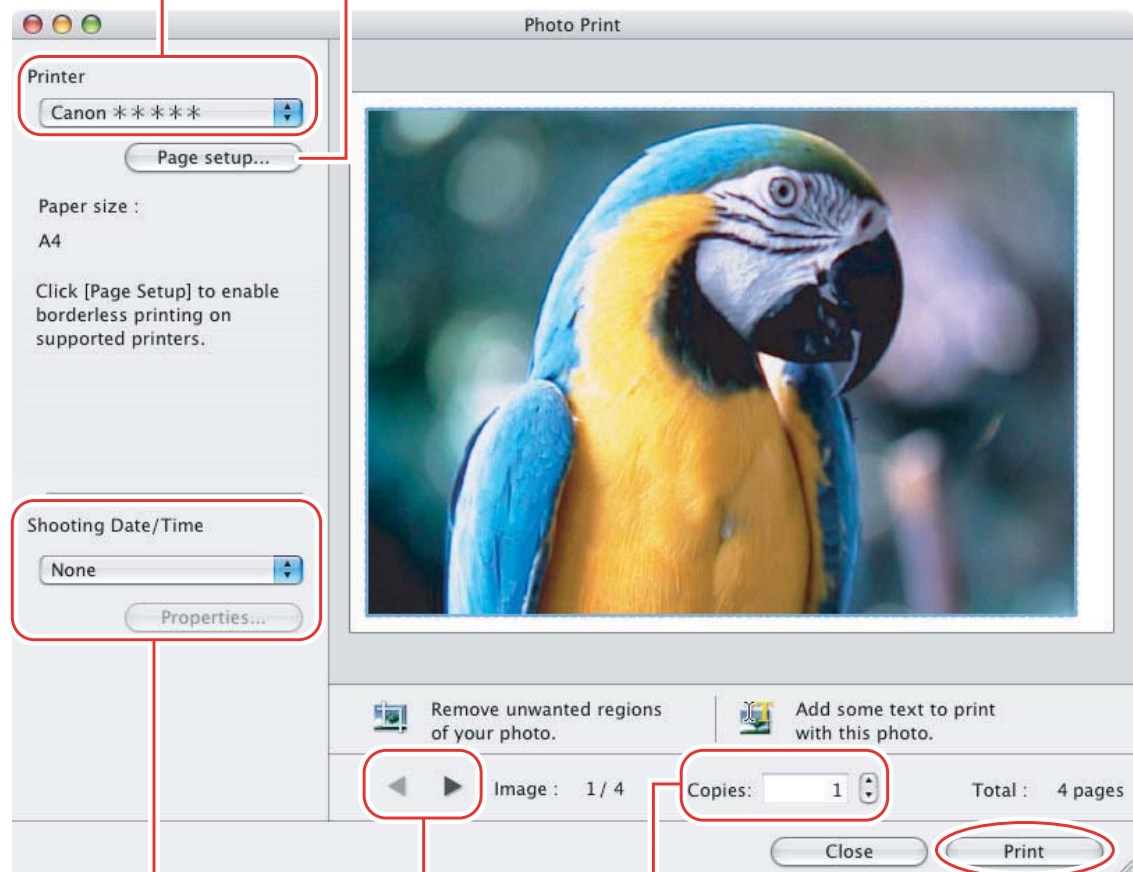 Photo Print
Printer
Canon ＊＊＊＊＊
Page setup...
Paper size :
A4
Click [Page Setup] to enable
borderless printing on
supported printers.
Shooting Date/Time
None
Properties...
Remove unwanted regions
of your photo.
Add some text to print
with this photo.
Image : 1 / 4
Copies: 1
Total : 4 pages
Close
Print